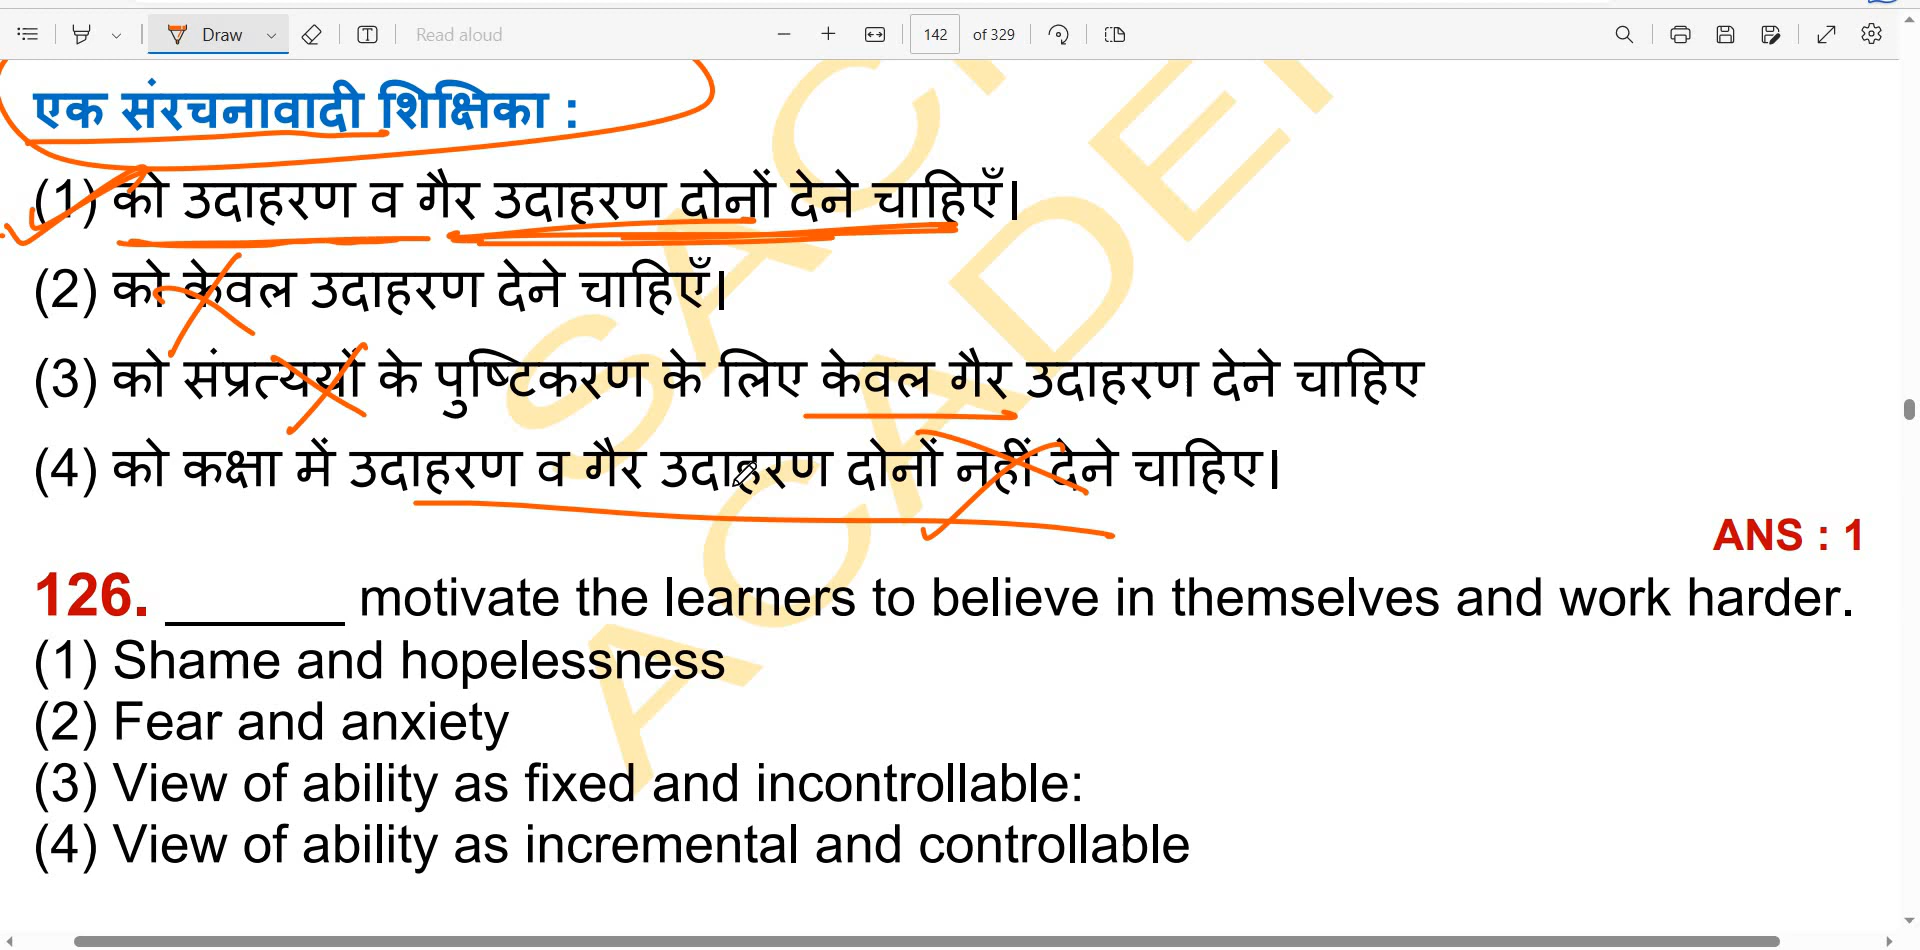 Draw
Read aloud
142 of 329
एक संरचनावादी शिक्षिका :
(1) को उदाहरण व गैर उदाहरण दोनों देने चाहिएँ।
(2) को केवल उदाहरण देने चाहिएँ।
(3) को संप्रत्ययों के पुष्टिकरण के लिए केवल गैर उदाहरण देने चाहिए
(4) को कक्षा में उदाहरण व गैर उदाहरण दोनों नहीं देने चाहिए।
ANS : 1
126. ______ motivate the learners to believe in themselves and work harder.
(1) Shame and hopelessness
(2) Fear and anxiety
(3) View of ability as fixed and incontrollable:
(4) View of ability as incremental and controllable